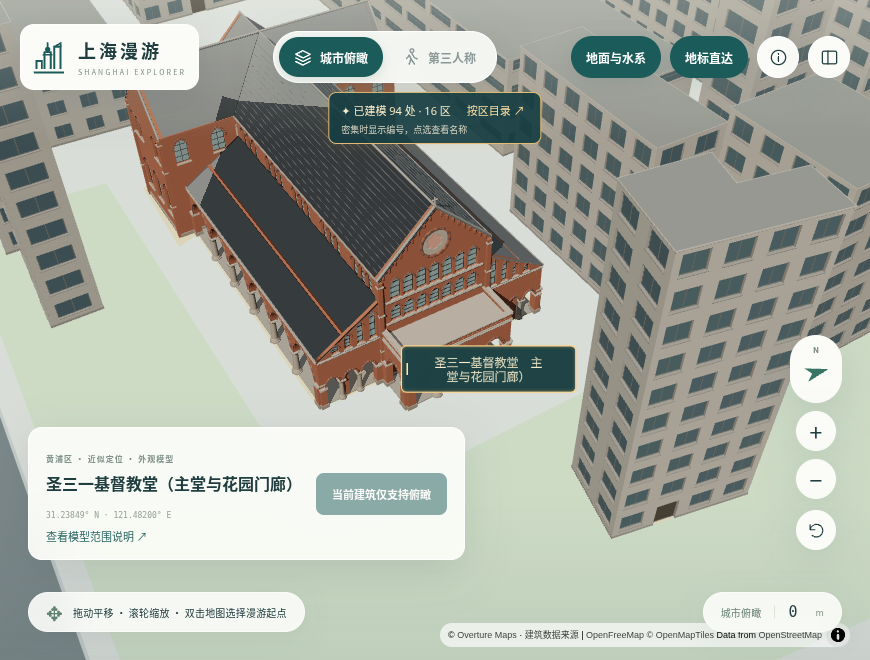 上海漫游
SHANGHAI EXPLORER
城市俯瞰
第三人称
地面与水系
地标直达
✦ 已建模 94 处 · 16 区 按区目录 ↗
密集时显示编号，点选查看名称
圣三一基督教堂 主
堂与花园门廊）
N
黄浦区 · 近似定位 · 外观模型
圣三一基督教堂（主堂与花园门廊）
当前建筑仅支持俯瞰
31.23849° N · 121.48200° E
查看模型范围说明 ↗
拖动平移 · 滚轮缩放 · 双击地图选择漫游起点
城市俯瞰 0 m
© Overture Maps · 建筑数据来源 | OpenFreeMap © OpenMapTiles Data from OpenStreetMap